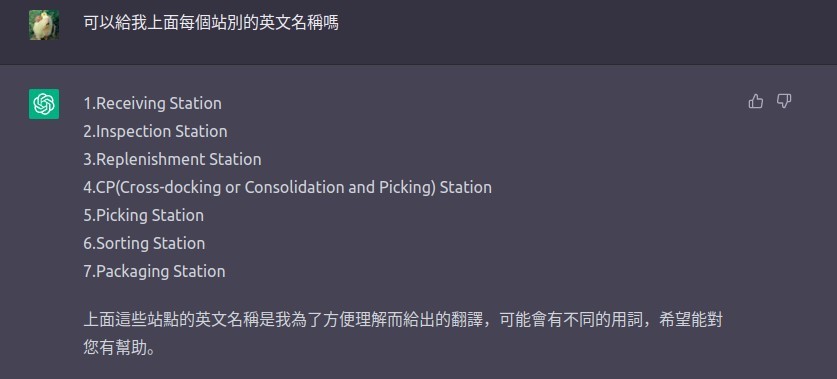 可以給我上面每個站別的英文名稱嗎
1.Receiving Station
2.Inspection Station
3.Replenishment Station
4.CP(Cross-docking or Consolidation and Picking) Station
5.Picking Station
6.Sorting Station
7.Packaging Station
上面這些站點的英文名稱是我為了方便理解而給出的翻譯，可能會有不同的用詞，希望能對
您有幫助。